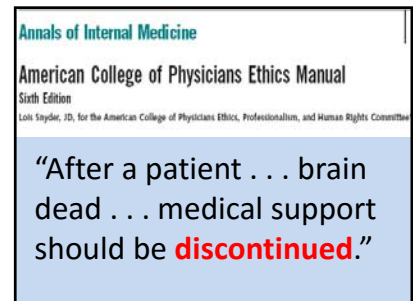 Annals of Internal Medicine
American College of Physicians Ethics Manual
Sixth Edition
Lois Snyder, JD, for the American College of Physicians Ethics, Professionalism, and Human Rights Committee
“After a patient . . . brain
dead . . . medical support
should be discontinued.”